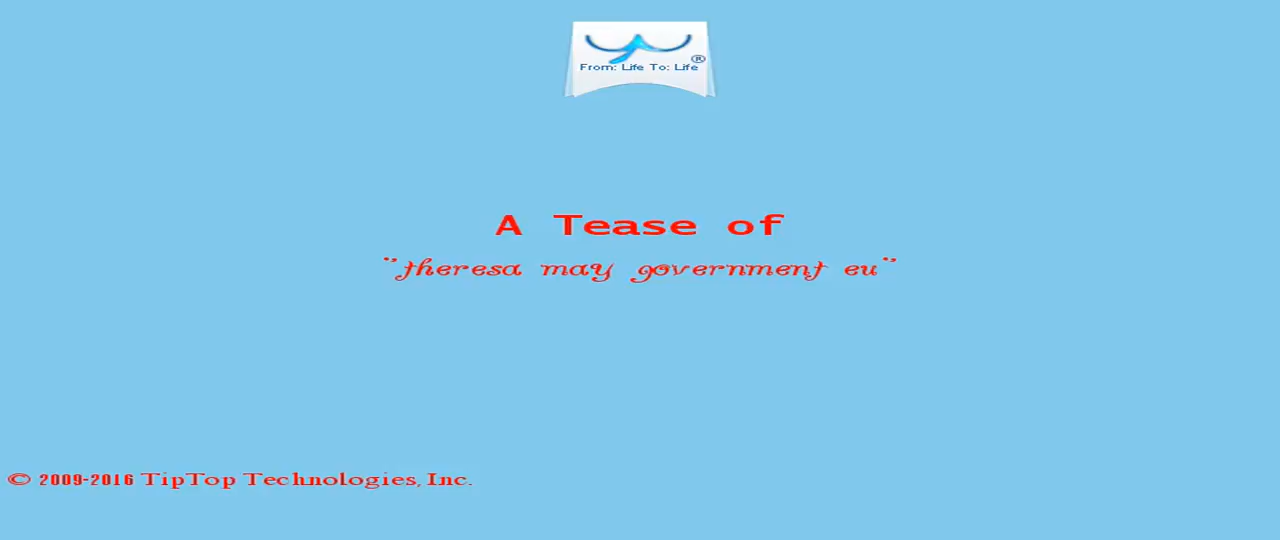 From: Life To: Life ®
A Tease of
"theresa may government eu"
© 2009-2016 TipTop Technologies, Inc.